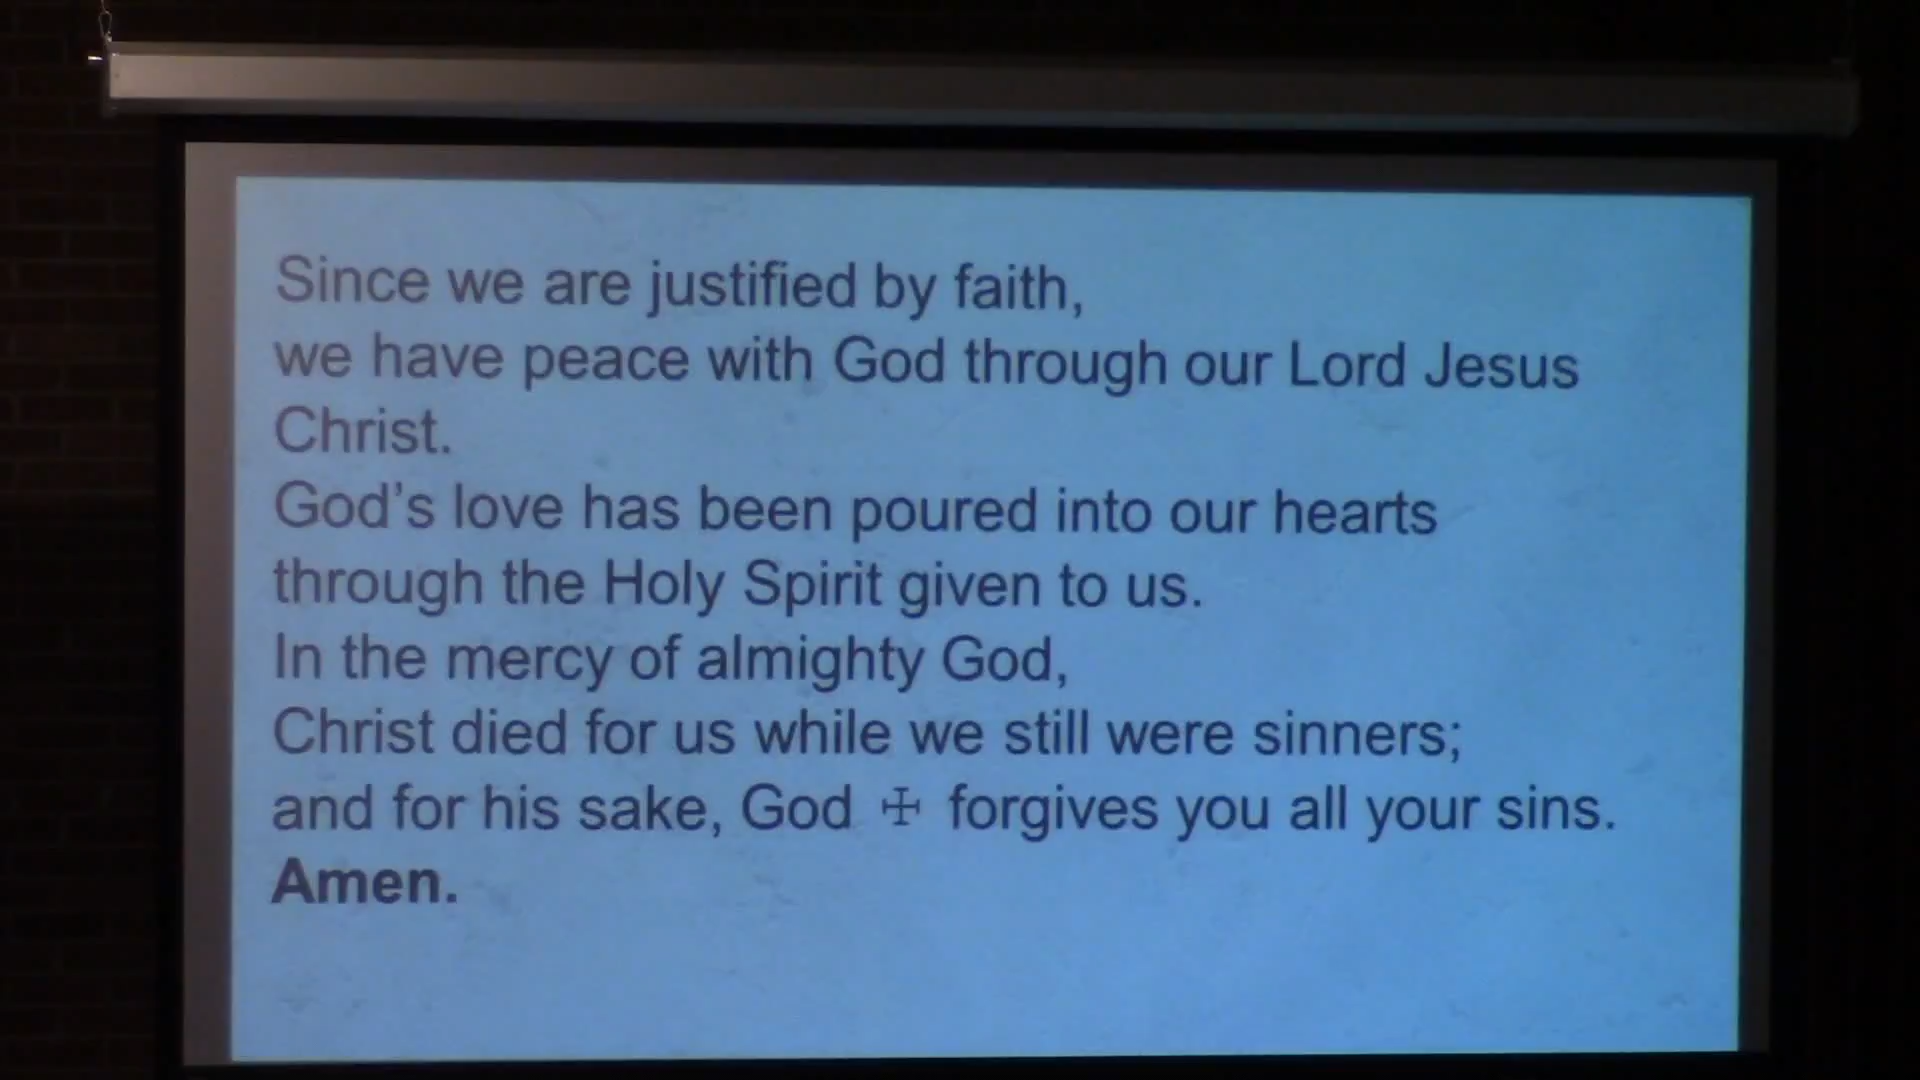 Since we are justified by faith,
we have peace with God through our Lord Jesus
Christ.
God’s love has been poured into our hearts
through the Holy Spirit given to us.
In the mercy of almighty God,
Christ died for us while we still were sinners;
and for his sake, God ☩ forgives you all your sins.
Amen.